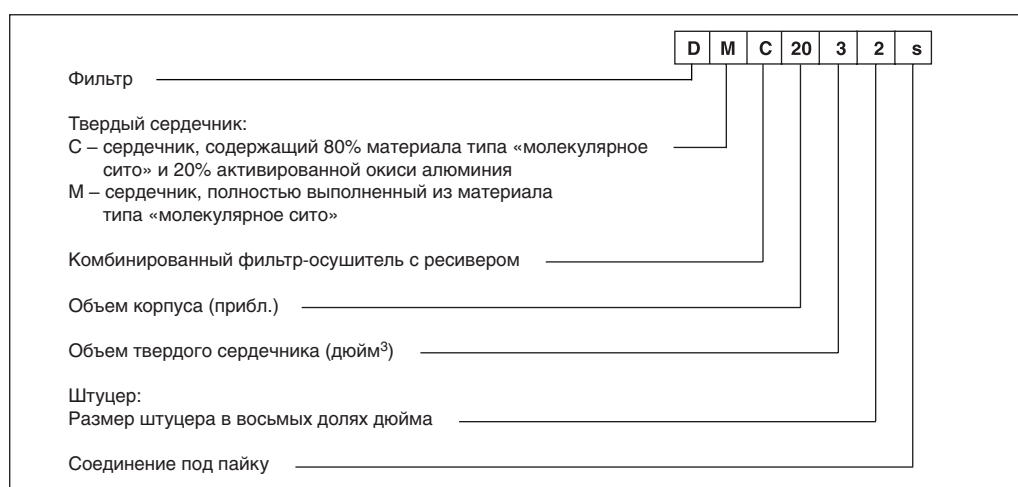 D M C 20 3 2 s
Фильтр
Твердый сердечник:
C – сердечник, содержащий 80% материала типа «молекулярное
сито» и 20% активированной окиси алюминия
M – сердечник, полностью выполненный из материала
типа «молекулярное сито»
Комбинированный фильтр-осушитель с ресивером
Объем корпуса (прибл.)
Объем твердого сердечника (дюйм³)
Штуцер:
Размер штуцера в восьмых долях дюйма
Соединение под пайку